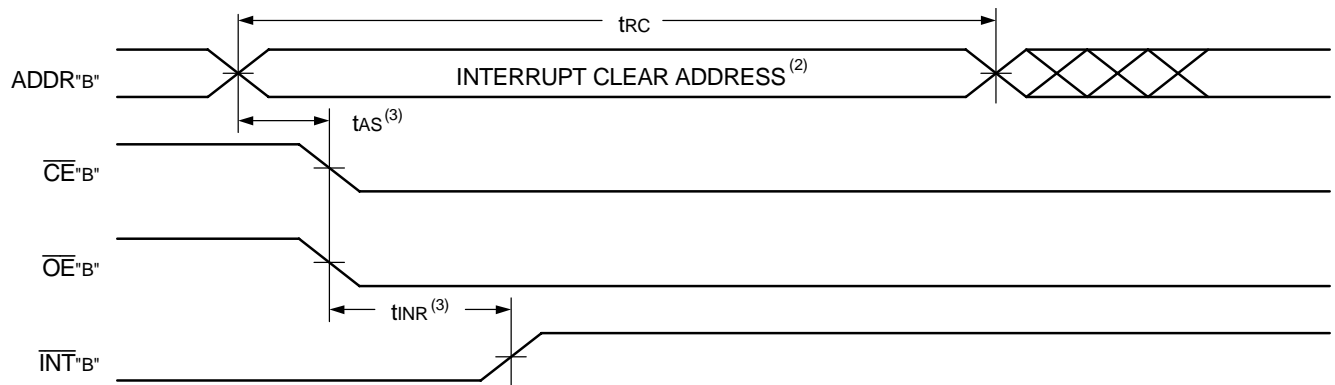 tRC
ADDR"B"
INTERRUPT CLEAR ADDRESS(2)
tAS(3)
CE"B"
OE"B"
tINR(3)
INT"B"